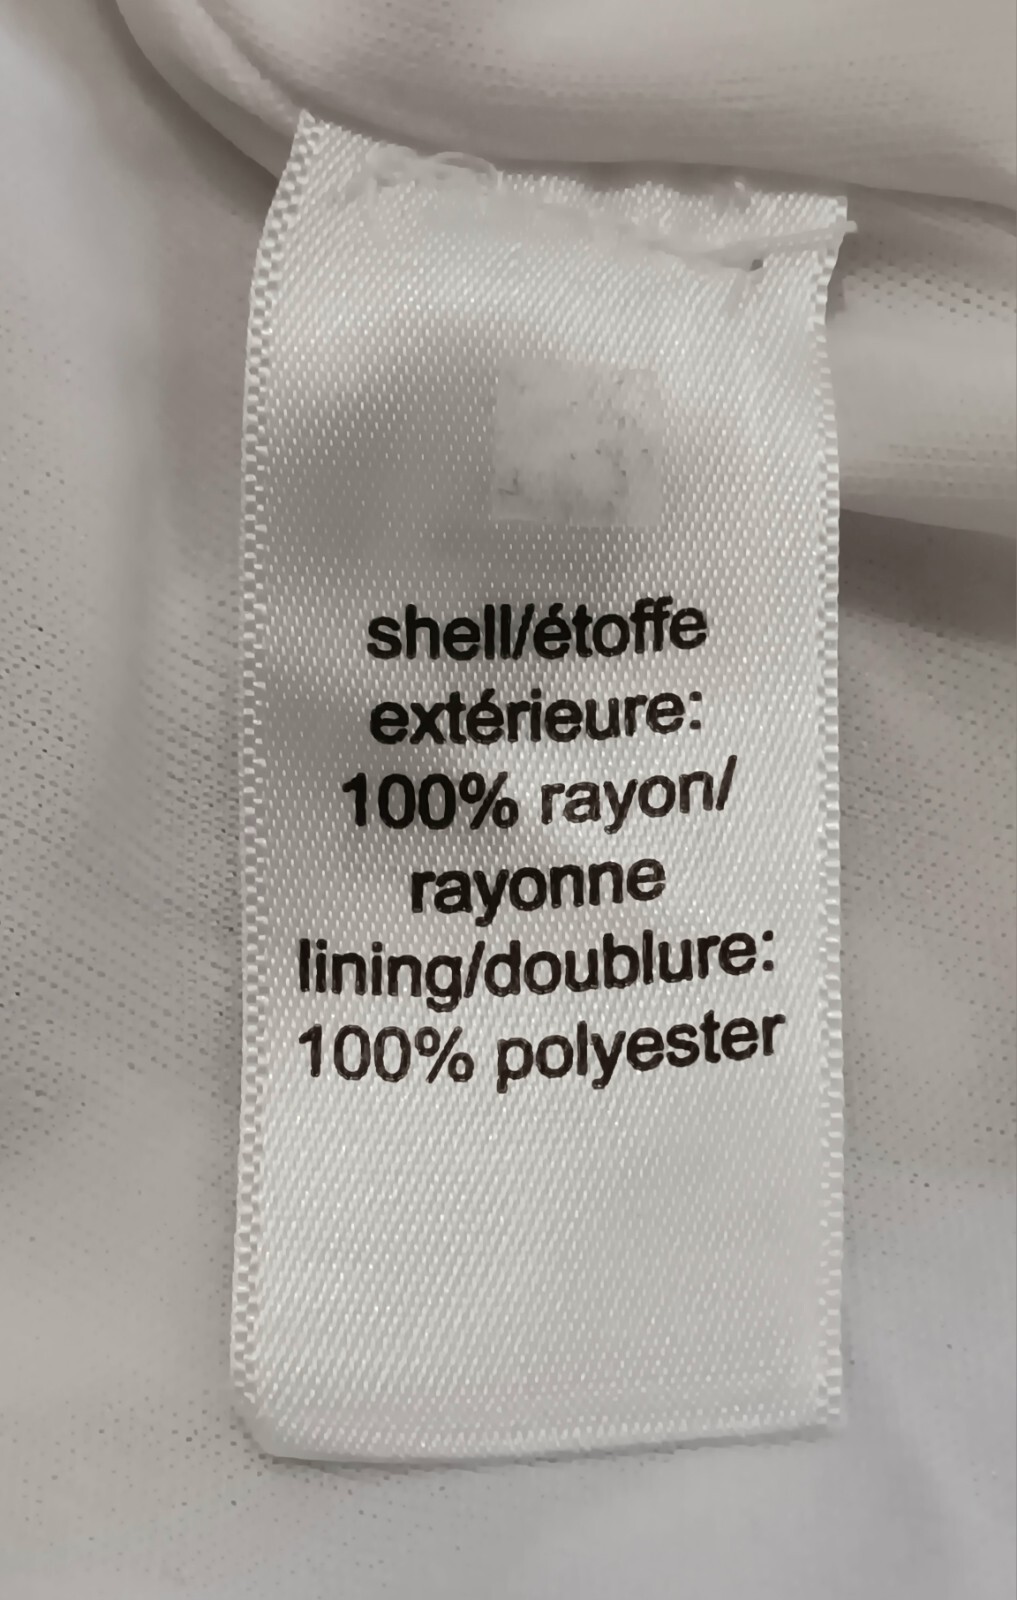 shell/étoffe
extérieure:
100% rayon/
rayonne
lining/doublure:
100% polyester